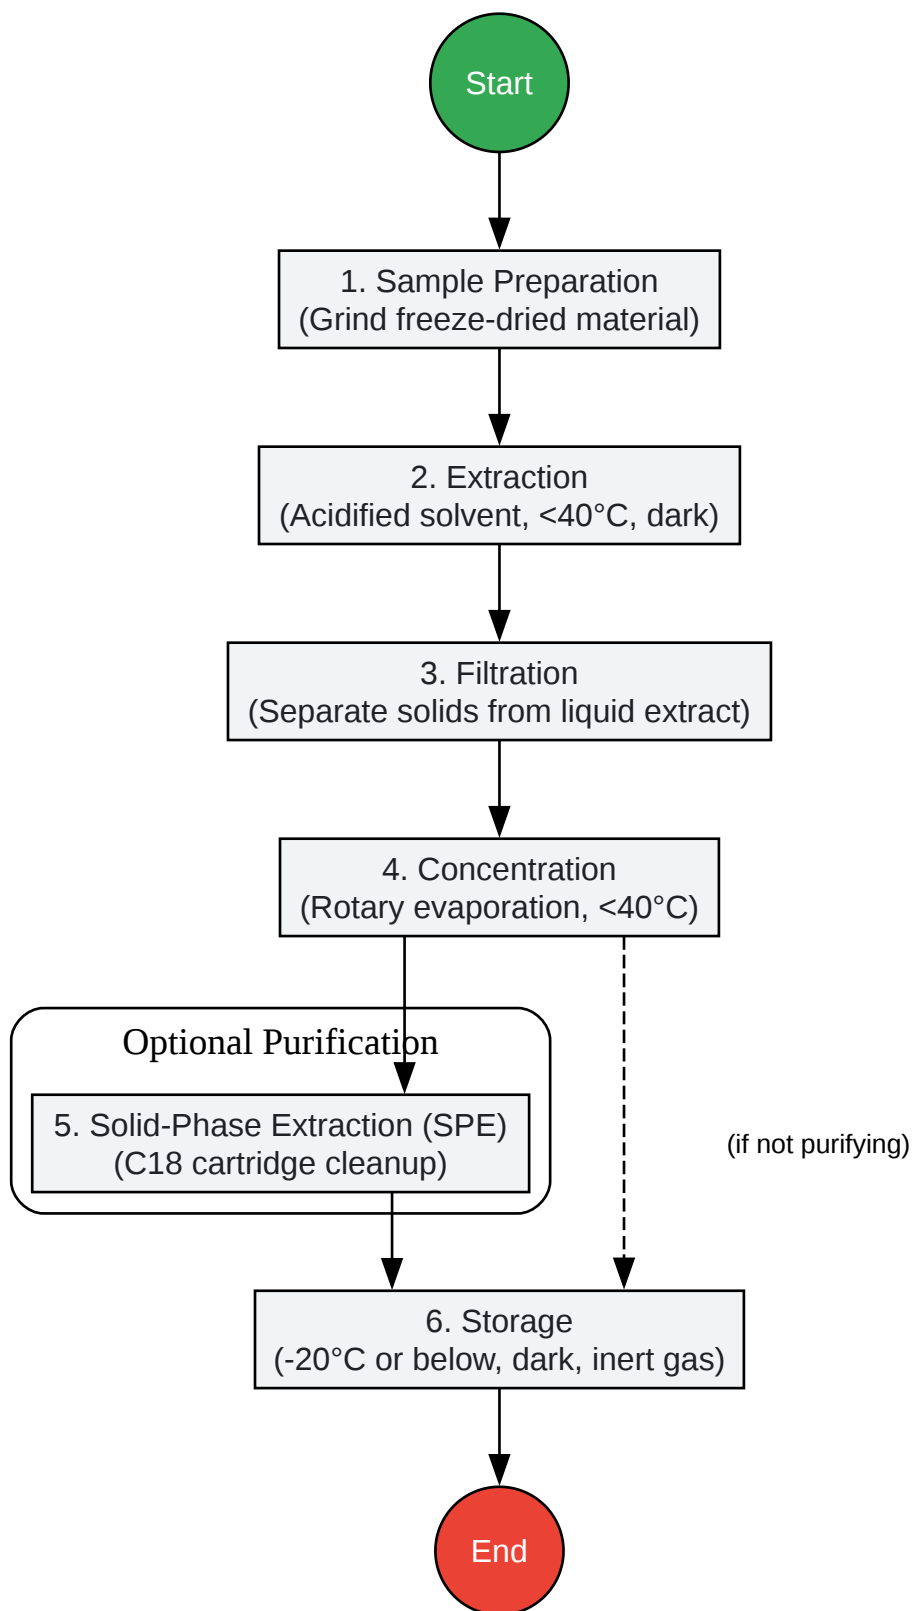 Start
1. Sample Preparation
(Grind freeze-dried material)
2. Extraction
(Acidified solvent, <40°C, dark)
3. Filtration
(Separate solids from liquid extract)
4. Concentration
(Rotary evaporation, <40°C)
Optional Purification
5. Solid-Phase Extraction (SPE)
(C18 cartridge cleanup)
(if not purifying)
6. Storage
(-20°C or below, dark, inert gas)
End